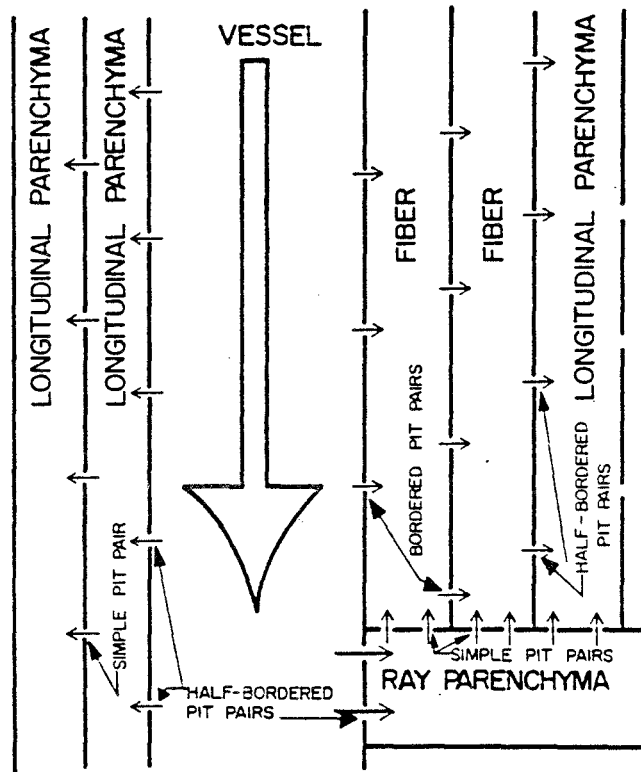 VESSEL
LONGITUDINAL PARENCHYMA
LONGITUDINAL PARENCHYMA
FIBER
FIBER
LONGITUDINAL PARENCHYMA
BORDERED PIT PAIRS
HALF-BORDERED
PIT PAIRS
SIMPLE PIT PAIR
SIMPLE PIT PAIRS
RAY PARENCHYMA
HALF-BORDERED
PIT PAIRS